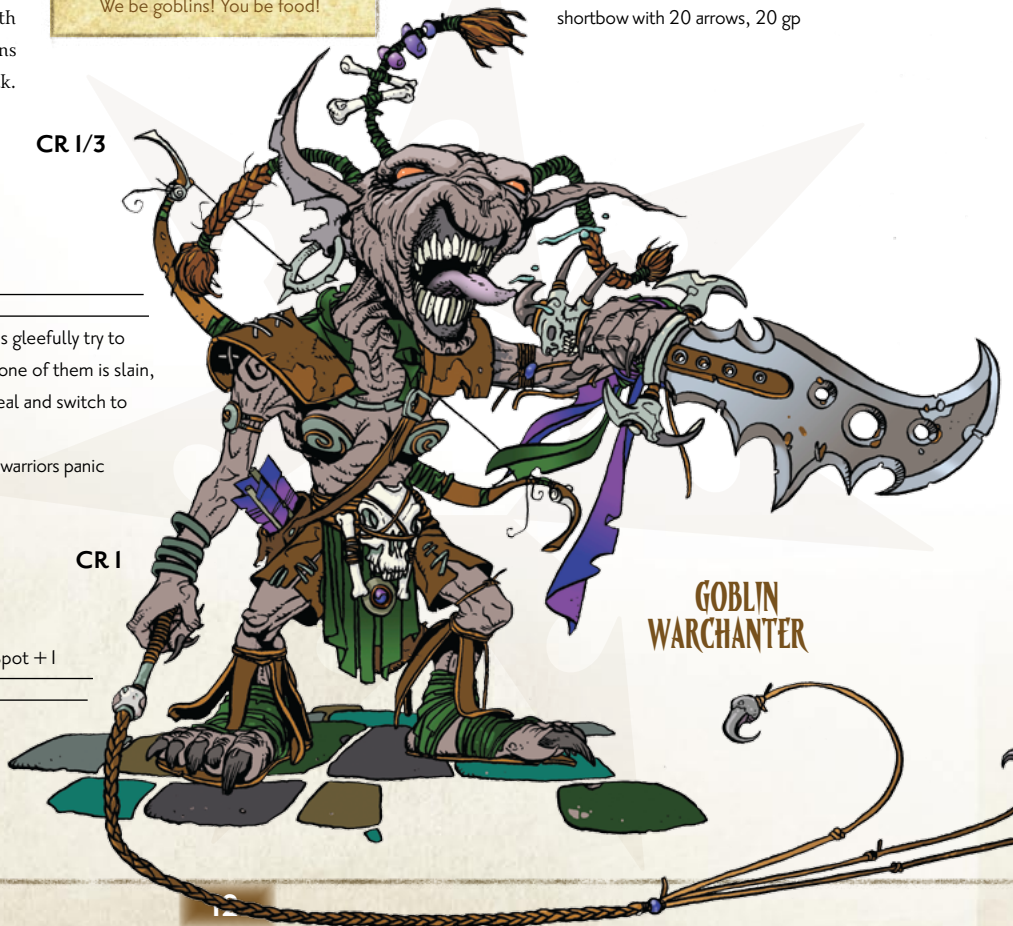 th
ns
k.
We be goblins! You be food!
shortbow with 20 arrows, 20 gp
CR 1/3
s gleefully try to
one of them is slain,
eal and switch to
warriors panic
CR 1
GOBLIN
WARCHANTER
Spot +1
12